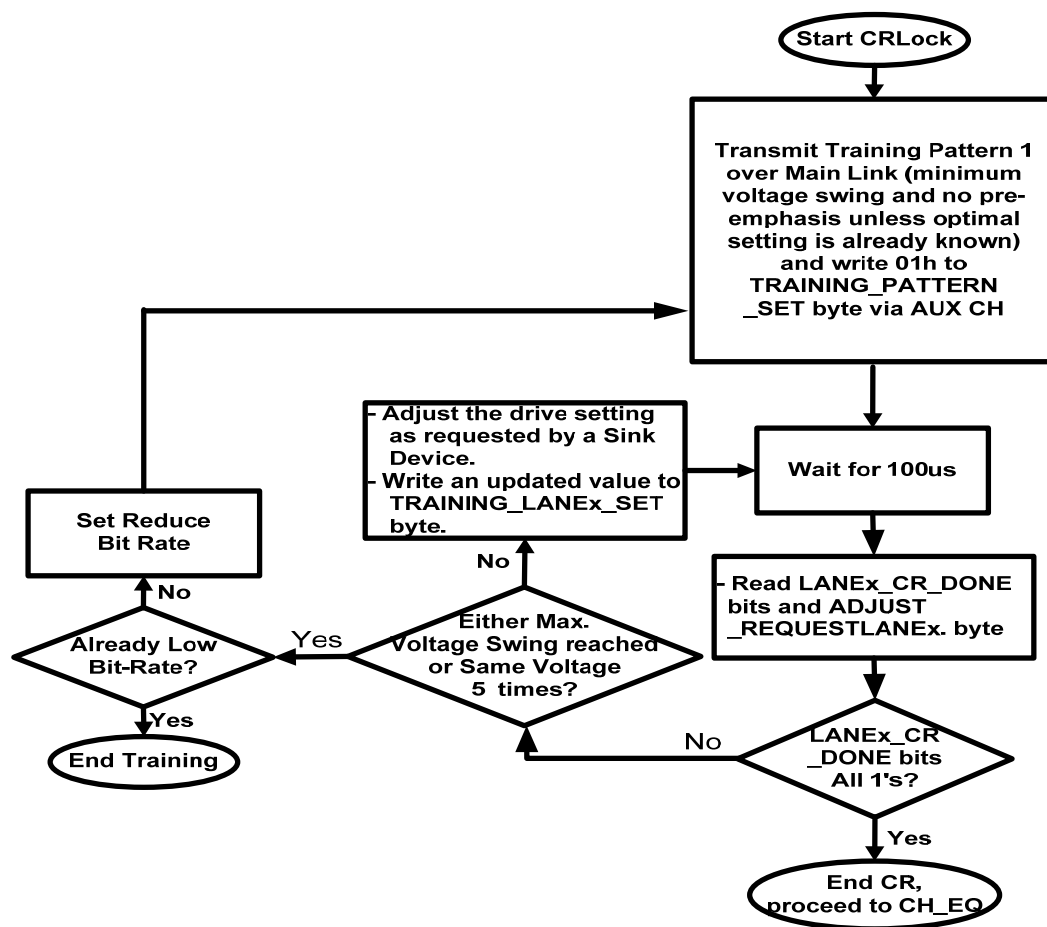 Start CRLock
Transmit Training Pattern 1
over Main Link (minimum
voltage swing and no pre-
emphasis unless optimal
setting is already known)
and write 01h to
TRAINING_PATTERN
_SET byte via AUX CH
- Adjust the drive setting
as requested by a Sink
Device.
- Write an updated value to
TRAINING_LANEx_SET
byte.
Wait for 100us
Set Reduce
Bit Rate
No
No
- Read LANEx_CR_DONE
bits and ADJUST
_REQUESTLANEx. byte
Already Low
Bit-Rate?
Yes
Either Max.
Voltage Swing reached
or Same Voltage
5 times?
Yes
End Training
No
LANEx_CR
_DONE bits
All 1's?
Yes
End CR,
proceed to CH_EQ